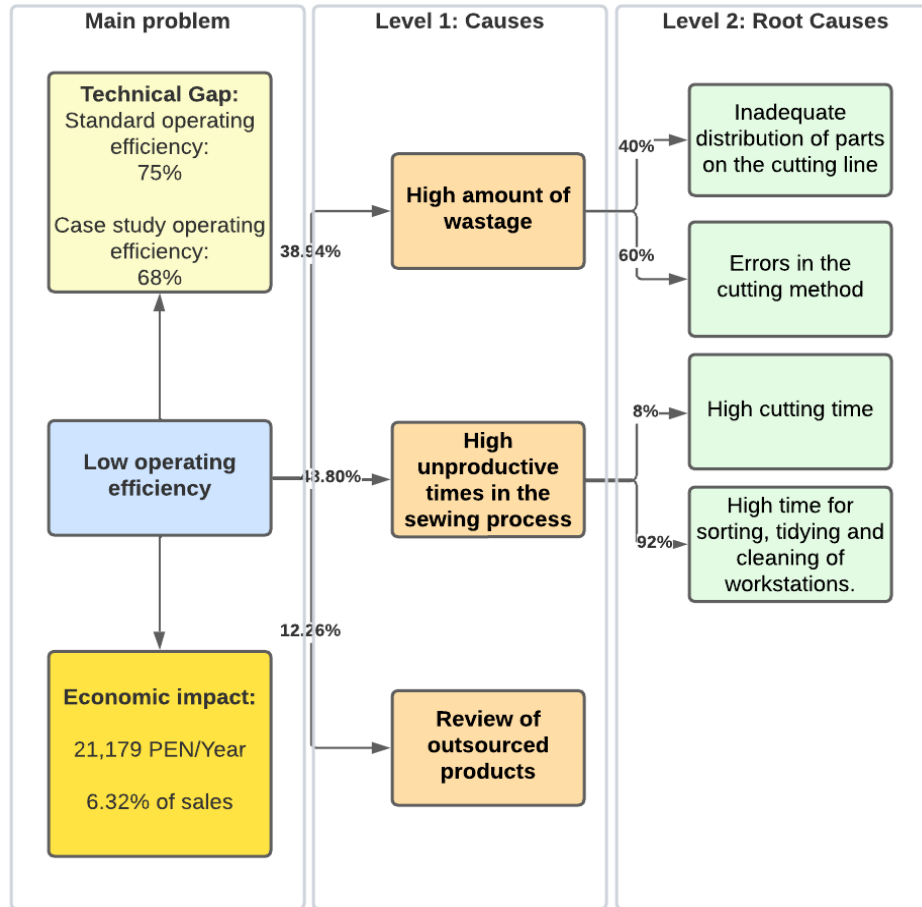 Main problem
Level 1: Causes
Level 2: Root Causes
Technical Gap:
Standard operating
efficiency:
75%
Case study operating
efficiency:
68%
Low operating
efficiency
Economic impact:
21,179 PEN/Year
6.32% of sales
38.94%
48.80%
12.26%
High amount of
wastage
High
unproductive
times in the
sewing process
Review of
outsourced
products
40%
60%
8%
92%
Inadequate
distribution of parts
on the cutting line
Errors in the
cutting method
High cutting time
High time for
sorting, tidying and
cleaning of
workstations.